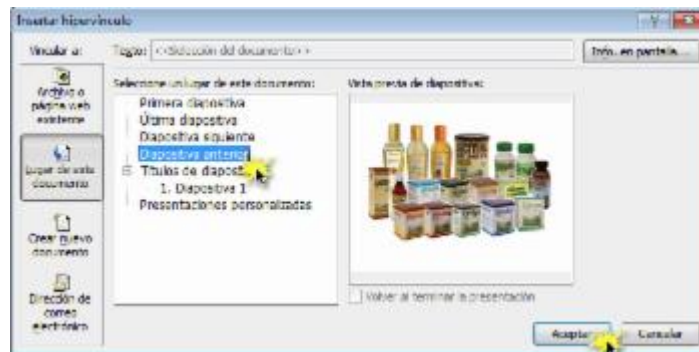 Insertar hipervínculo
Vincular a:
Texto: <<Selección del documento>>
Info. en pantalla...
Archivo o
página web
existente
Lugar de este
documento
Crear nuevo
documento
Dirección de
correo
electrónico
Seleccione un lugar de este documento:
Primera diapositiva
Última diapositiva
Diapositiva siguiente
Diapositiva anterior
Títulos de
1. Diapositiva 1
Presentaciones personalizadas
Vista previa de diapositiva:
Volver al terminar la presentación
Aceptar
Cancelar